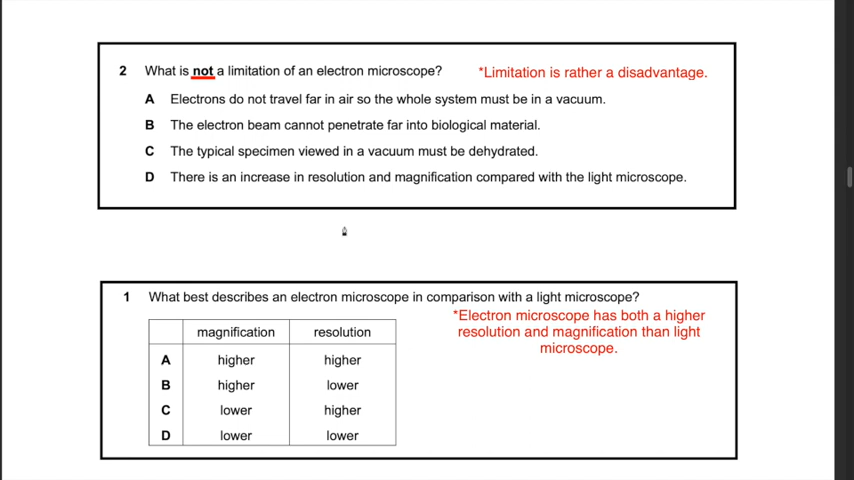 2 What is not a limitation of an electron microscope? *Limitation is rather a disadvantage.
A Electrons do not travel far in air so the whole system must be in a vacuum.
B The electron beam cannot penetrate far into biological material.
C The typical specimen viewed in a vacuum must be dehydrated.
D There is an increase in resolution and magnification compared with the light microscope.
1 What best describes an electron microscope in comparison with a light microscope?
*Electron microscope has both a higher
resolution and magnification than light
microscope.
magnification resolution
A higher higher
B higher lower
C lower higher
D lower lower